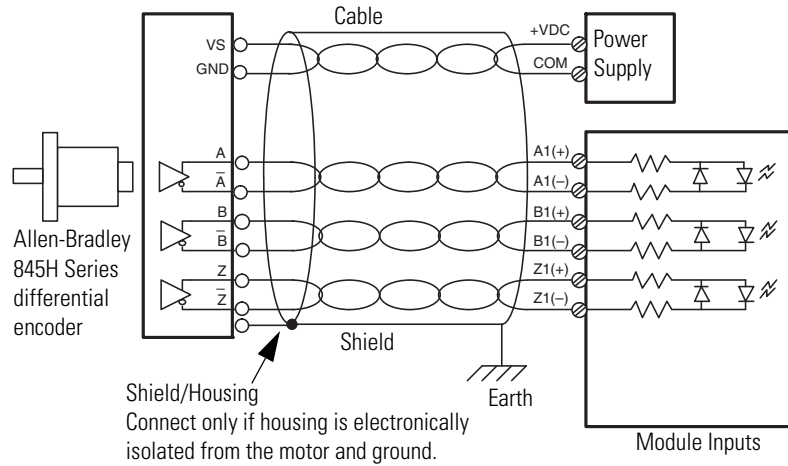 Cable
VS
GND
+VDC
COM
Power
Supply
A
A̅
B
B̅
Z
Z̅
A1(+)
A1(–)
B1(+)
B1(–)
Z1(+)
Z1(–)
Allen-Bradley
845H Series
differential
encoder
Shield
Shield/Housing
Connect only if housing is electronically
isolated from the motor and ground.
Earth
Module Inputs